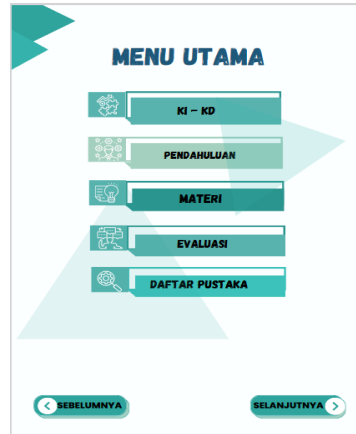 MENU UTAMA
KI – KD
PENDAHULUAN
MATERI
EVALUASI
DAFTAR PUSTAKA
SEBELUMNYA
SELANJUTNYA